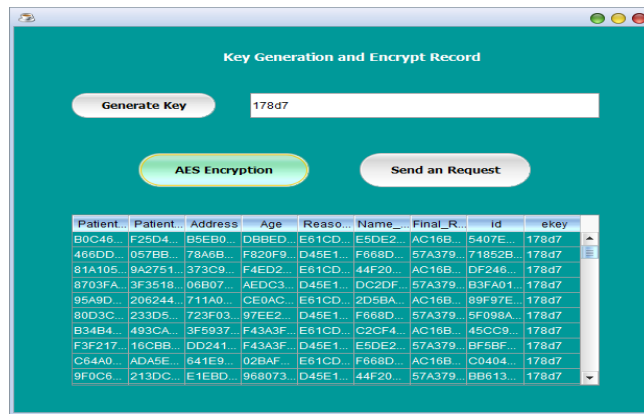 Key Generation and Encrypt Record
Generate Key 178d7
AES Encryption Send an Request
Patient... Patient... Address Age Reaso... Name_... Final_R... id ekey
B0C46... F25D4... B5EB0... DBBED... E61CD... E5DE2... AC16B... 5407E... 178d7
466DD... 057BB... 78A6B... F820F9... D45E1... F668D... 57A379... 71852B... 178d7
81A105... 9A2751... 373C9... F4ED2... E61CD... 44F20... AC16B... DF246... 178d7
8703FA... 3F3518... 06B07... AEDC3... D45E1... DC2DF... 57A379... B3FA01... 178d7
95A9D... 206244... 711A0... CE0AC... E61CD... 2D5BA... AC16B... 89F97E... 178d7
80D3C... 233D5... 723F03... 97EE2... D45E1... F668D... 57A379... 5F098A... 178d7
B34B4... 493CA... 3F5937... F43A3F... E61CD... C2CF4... AC16B... 45CC9... 178d7
F3F217... 16CBB... DD241... F43A3F... D45E1... E5DE2... 57A379... BF5BF... 178d7
C64A0... ADA5E... 641E9... 02BAF... E61CD... F668D... AC16B... C0404... 178d7
9F0C6... 213DC... E1EBD... 968073... D45E1... 44F20... 57A379... BB613... 178d7